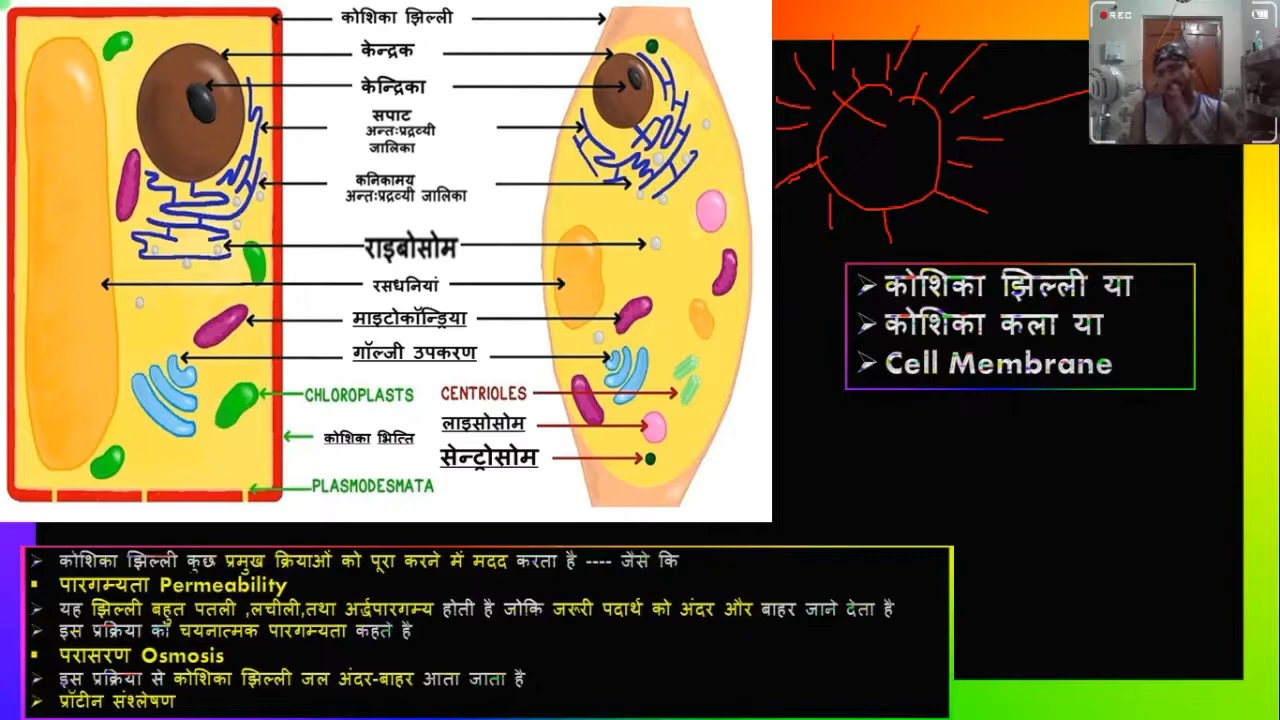 REC
कोशिका झिल्ली
केन्द्रक
केन्द्रिका
सपाट
अन्तःप्रद्रव्यी
जालिका
कनिकामय
अन्तःप्रद्रव्यी जालिका
राइबोसोम
रसधनियां
माइटोकॉन्ड्रिया
गॉल्जी उपकरण
CHLOROPLASTS
CENTRIOLES
लाइसोसोम
कोशिका भित्ति
सेन्ट्रोसोम
PLASMODESMATA
कोशिका झिल्ली या
कोशिका कला या
Cell Membrane
कोशिका झिल्ली कुछ प्रमुख क्रियाओं को पूरा करने में मदद करता है ---- जैसे कि
पारगम्यता Permeability
यह झिल्ली बहुत पतली ,लचीली,तथा अर्द्धपारगम्य होती है जोकि जरूरी पदार्थ को अंदर और बाहर जाने देता है
इस प्रक्रिया को चयनात्मक पारगम्यता कहते है
परासरण Osmosis
इस प्रक्रिया से कोशिका झिल्ली जल अंदर-बाहर आता जाता है
प्रॉटीन संश्लेषण